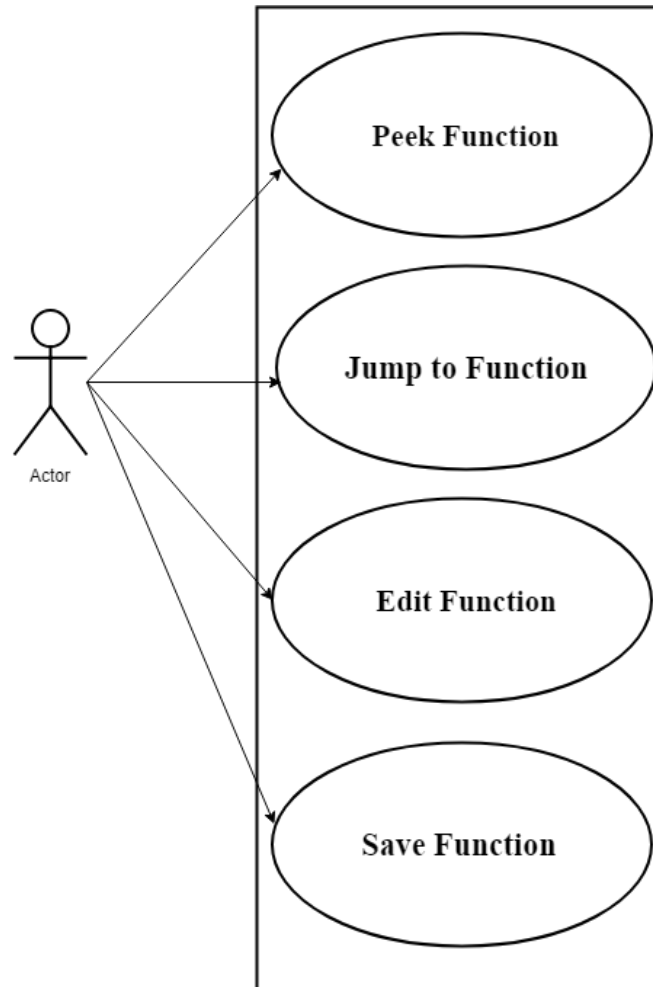 Peek Function
Jump to Function
Actor
Edit Function
Save Function